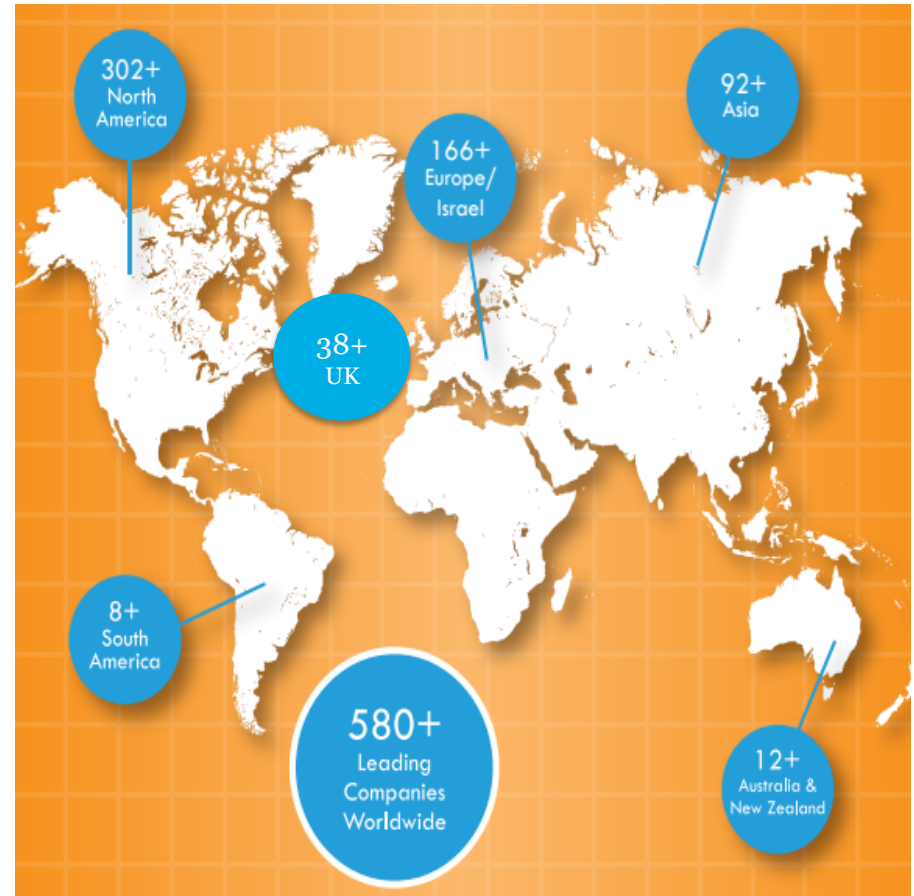 302+
North
America
92+
Asia
166+
Europe/
Israel
38+
UK
8+
South
America
580+
Leading
Companies
Worldwide
12+
Australia &
New Zealand